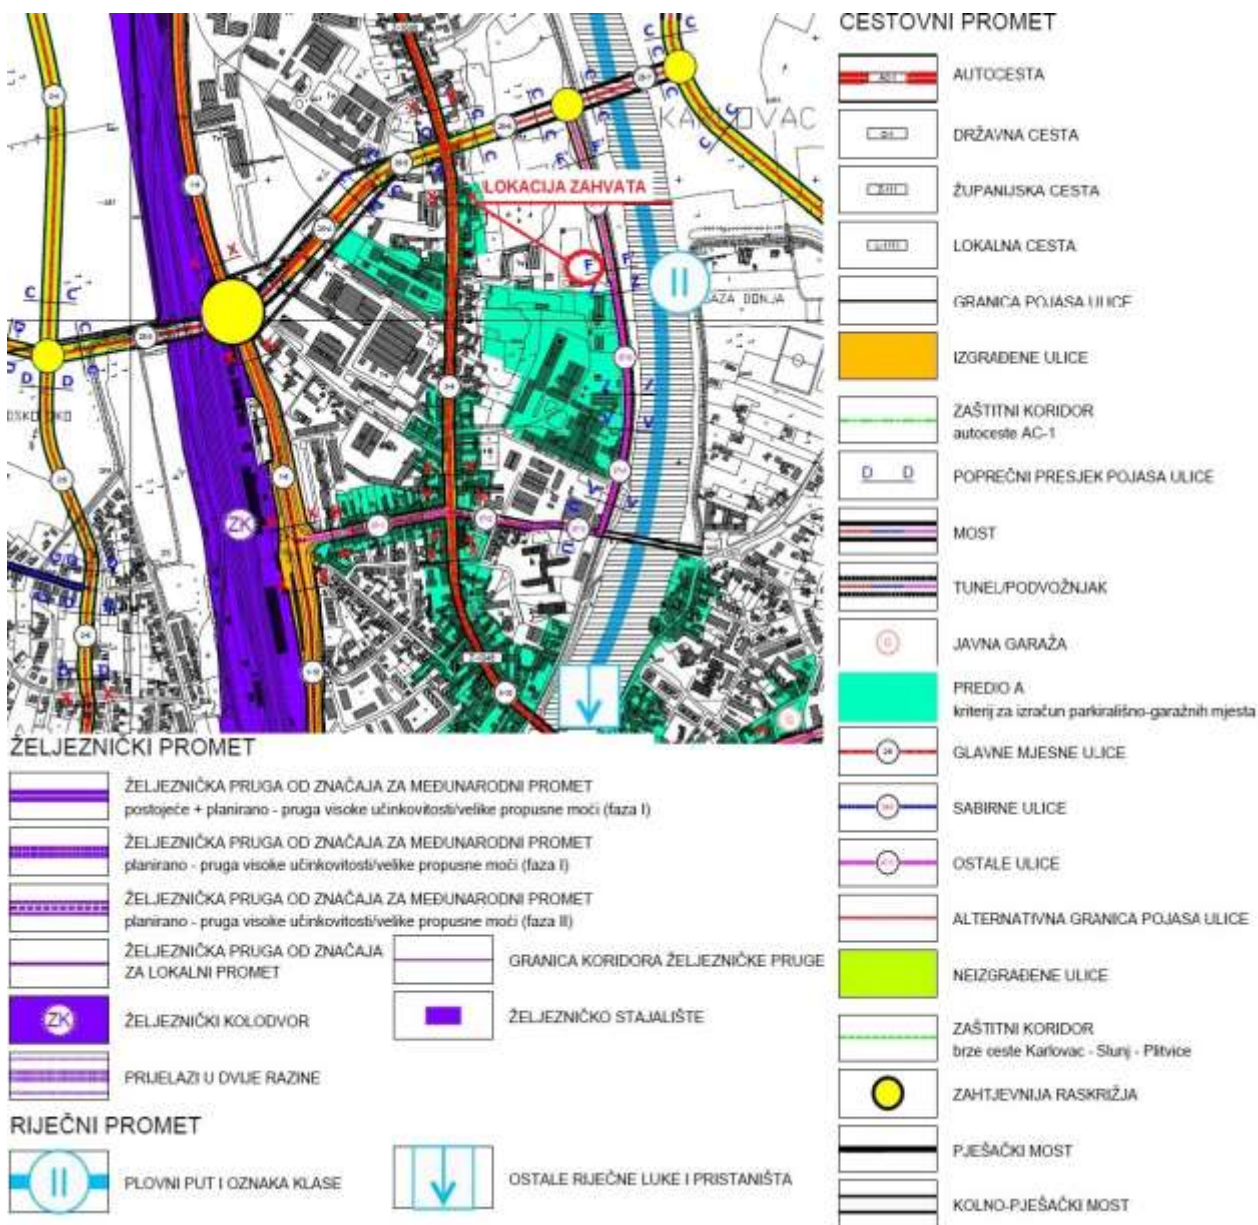 CESTOVNI PROMET
AUTOCESTA
DRŽAVNA CESTA
ŽUPANIJSKA CESTA
LOKALNA CESTA
GRANICA POJASA ULICE
IZGRAĐENE ULICE
ZAŠTITNI KORIDOR
autoceste AC-1
D D
POPREČNI PRESJEK POJASA ULICE
MOST
TUNEL/PODVOŽNJAK
G
JAVNA GARAŽA
PREDIO A
kriterij za izračun parkirališno-garažnih mjesta
GLAVNE MJESNE ULICE
SABIRNE ULICE
OSTALE ULICE
ALTERNATIVNA GRANICA POJASA ULICE
NEIZGRAĐENE ULICE
ZAŠTITNI KORIDOR
brze ceste Karlovac - Slunj - Plitvice
ZAHTJEVNIJA RASKRIŽJA
PJEŠAČKI MOST
KOLNO-PJEŠAČKI MOST
LOKACIJA ZAHVATA
F
II
ZK
ŽELJEZNIČKI PROMET
ŽELJEZNIČKA PRUGA OD ZNAČAJA ZA MEĐUNARODNI PROMET
postojeće + planirano - pruga visoke učinkovitosti/velike propusne moći (faza I)
ŽELJEZNIČKA PRUGA OD ZNAČAJA ZA MEĐUNARODNI PROMET
planirano - pruga visoke učinkovitosti/velike propusne moći (faza I)
ŽELJEZNIČKA PRUGA OD ZNAČAJA ZA MEĐUNARODNI PROMET
planirano - pruga visoke učinkovitosti/velike propusne moći (faza II)
ŽELJEZNIČKA PRUGA OD ZNAČAJA
ZA LOKALNI PROMET
GRANICA KORIDORA ŽELJEZNIČKE PRUGE
ZK
ŽELJEZNIČKI KOLODVOR
ŽELJEZNIČKO STAJALIŠTE
PRIJELAZI U DVIJE RAZINE
RIJEČNI PROMET
II
PLOVNI PUT I OZNAKA KLASE
OSTALE RIJEČNE LUKE I PRISTANIŠTA